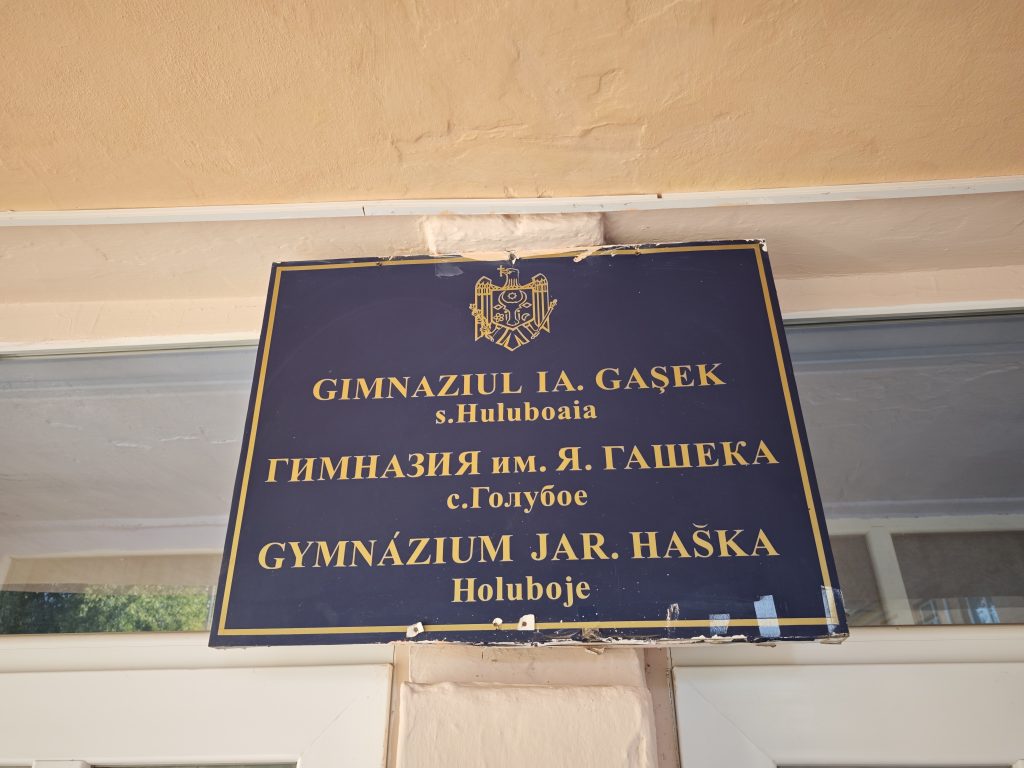 GIMNAZIUL IA. GAŞEK
s.Huluboaia
ГИМНАЗИЯ им. Я. ГАШЕКА
с.Голубое
GYMNÁZIUM JAR. HAŠKA
Holuboje